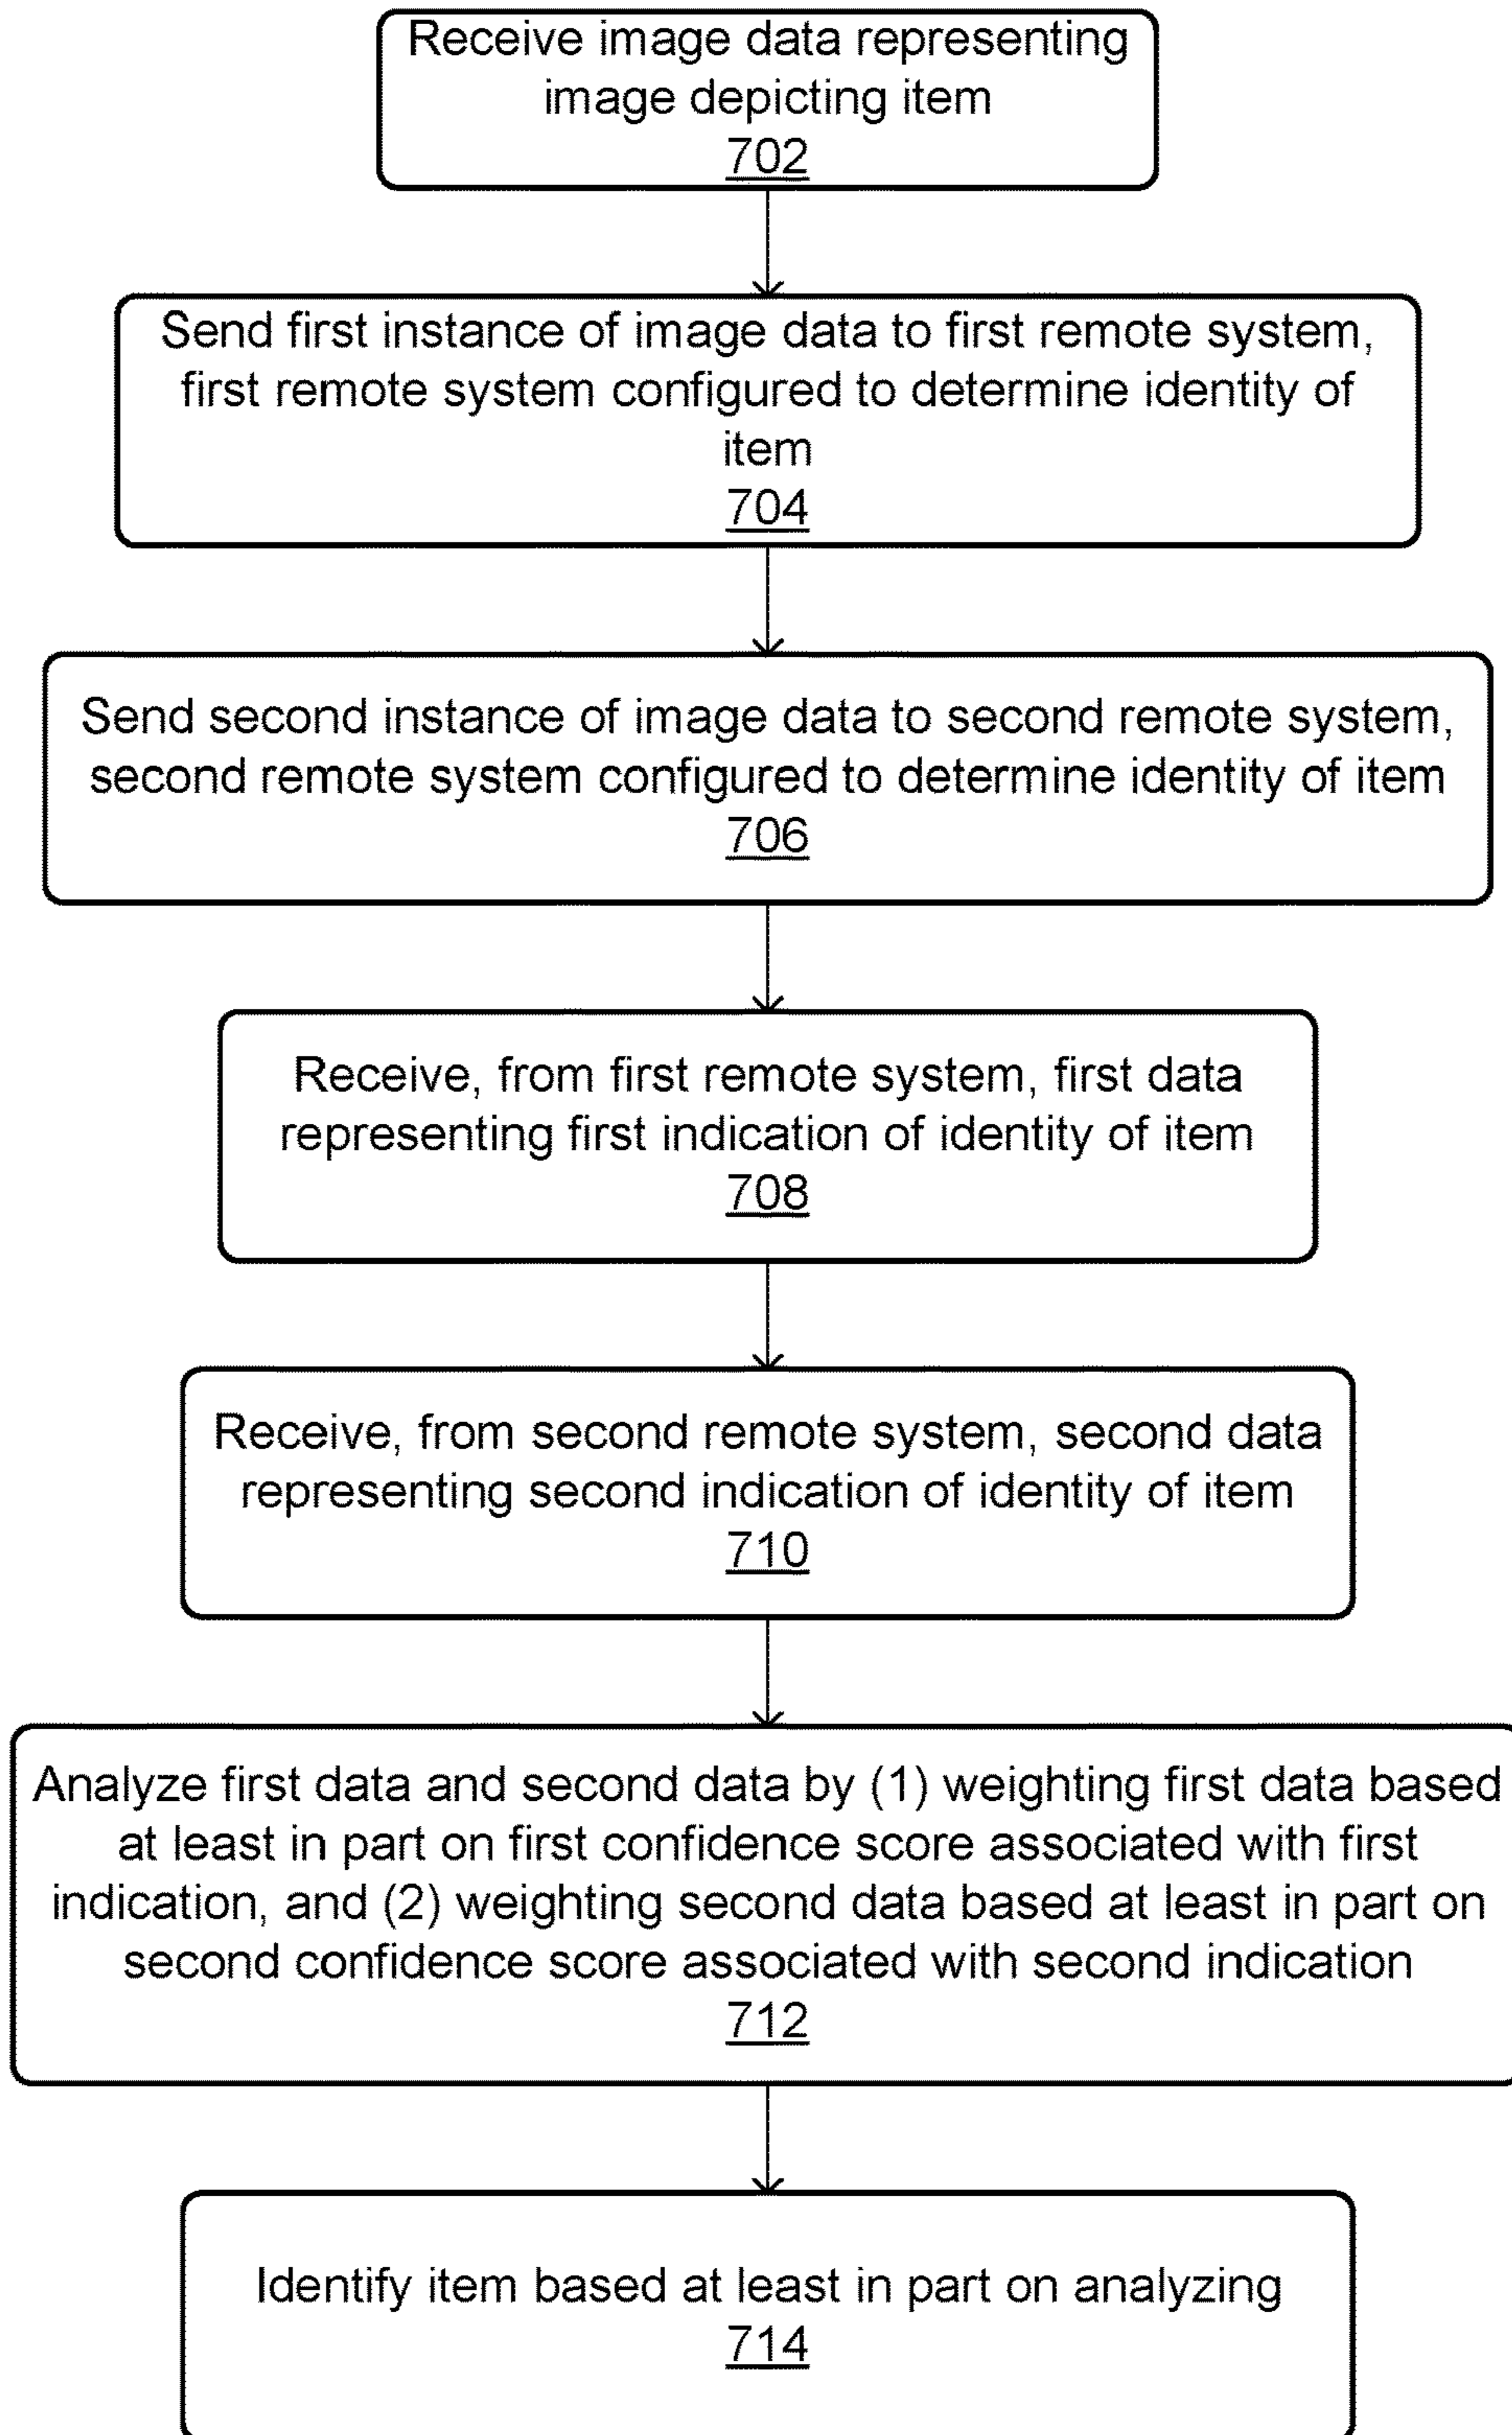 Receive image data representing
image depicting item
702
Send first instance of image data to first remote system,
first remote system configured to determine identity of
item
704
Send second instance of image data to second remote system,
second remote system configured to determine identity of item
706
Receive, from first remote system, first data
representing first indication of identity of item
708
Receive, from second remote system, second data
representing second indication of identity of item
710
Analyze first data and second data by (1) weighting first data based
at least in part on first confidence score associated with first
indication, and (2) weighting second data based at least in part on
second confidence score associated with second indication
712
Identify item based at least in part on analyzing
714